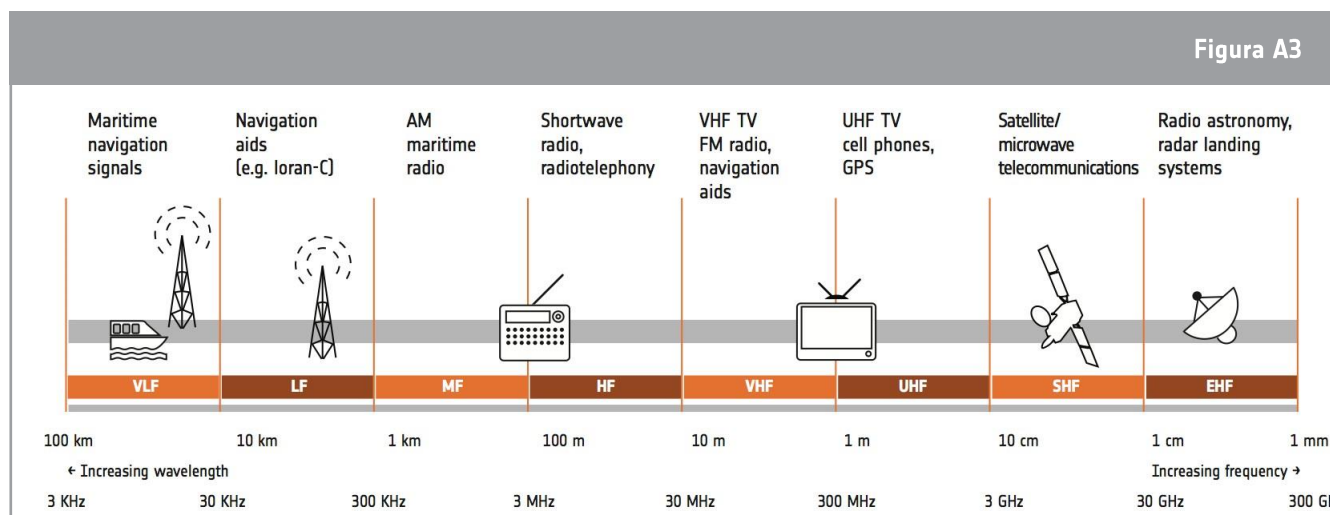 Figura A3
Maritime
navigation
signals
Navigation
aids
(e.g. loran-C)
AM
maritime
radio
Shortwave
radio,
radiotelephony
VHF TV
FM radio,
navigation
aids
UHF TV
cell phones,
GPS
Satellite/
microwave
telecommunications
Radio astronomy,
radar landing
systems
VLF LF MF HF VHF UHF SHF EHF
100 km 10 km 1 km 100 m 10 m 1 m 10 cm 1 cm 1 mm
← Increasing wavelength Increasing frequency →
3 KHz 30 KHz 300 KHz 3 MHz 30 MHz 300 MHz 3 GHz 30 GHz 300